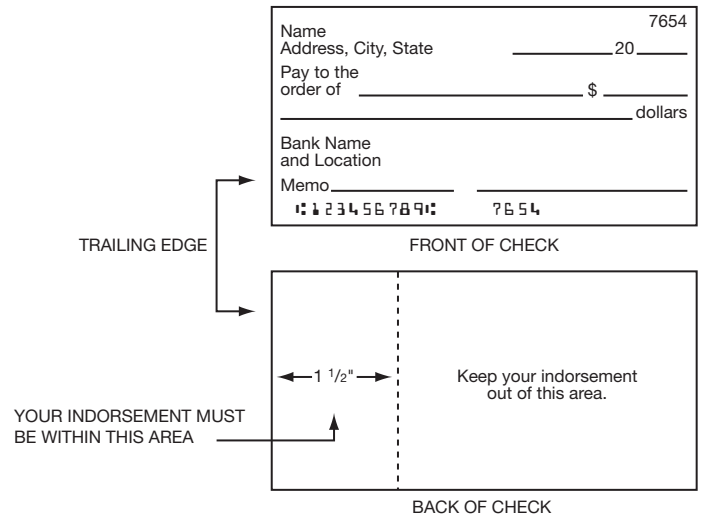 7654
Name
Address, City, State 20
Pay to the
order of $
dollars
Bank Name
and Location
Memo
⑆123456789⑆ 7654
TRAILING EDGE
FRONT OF CHECK
1 1/2"
Keep your indorsement
out of this area.
YOUR INDORSEMENT MUST
BE WITHIN THIS AREA
BACK OF CHECK